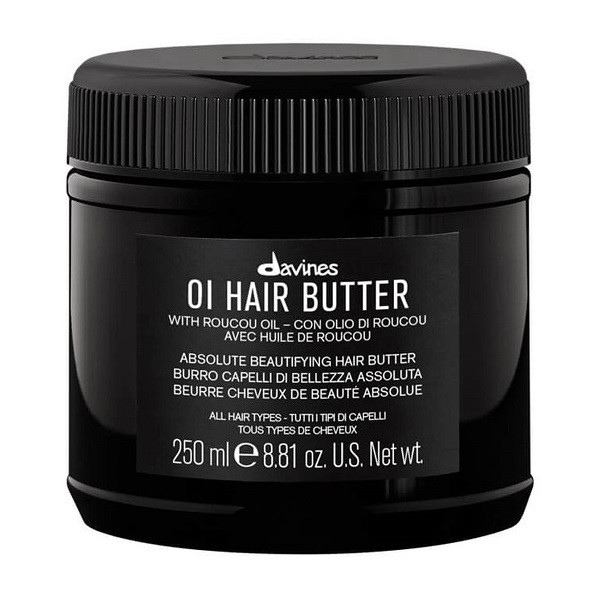 davines
OI HAIR BUTTER
WITH ROUCOU OIL – CON OLIO DI ROUCOU
AVEC HUILE DE ROUCOU
ABSOLUTE BEAUTIFYING HAIR BUTTER
BURRO CAPELLI DI BELLEZZA ASSOLUTA
BEURRE CHEVEUX DE BEAUTÉ ABSOLUE
ALL HAIR TYPES - TUTTI I TIPI DI CAPELLI
TOUS TYPES DE CHEVEUX
250 ml ℮ 8.81 oz. U.S. Net wt.